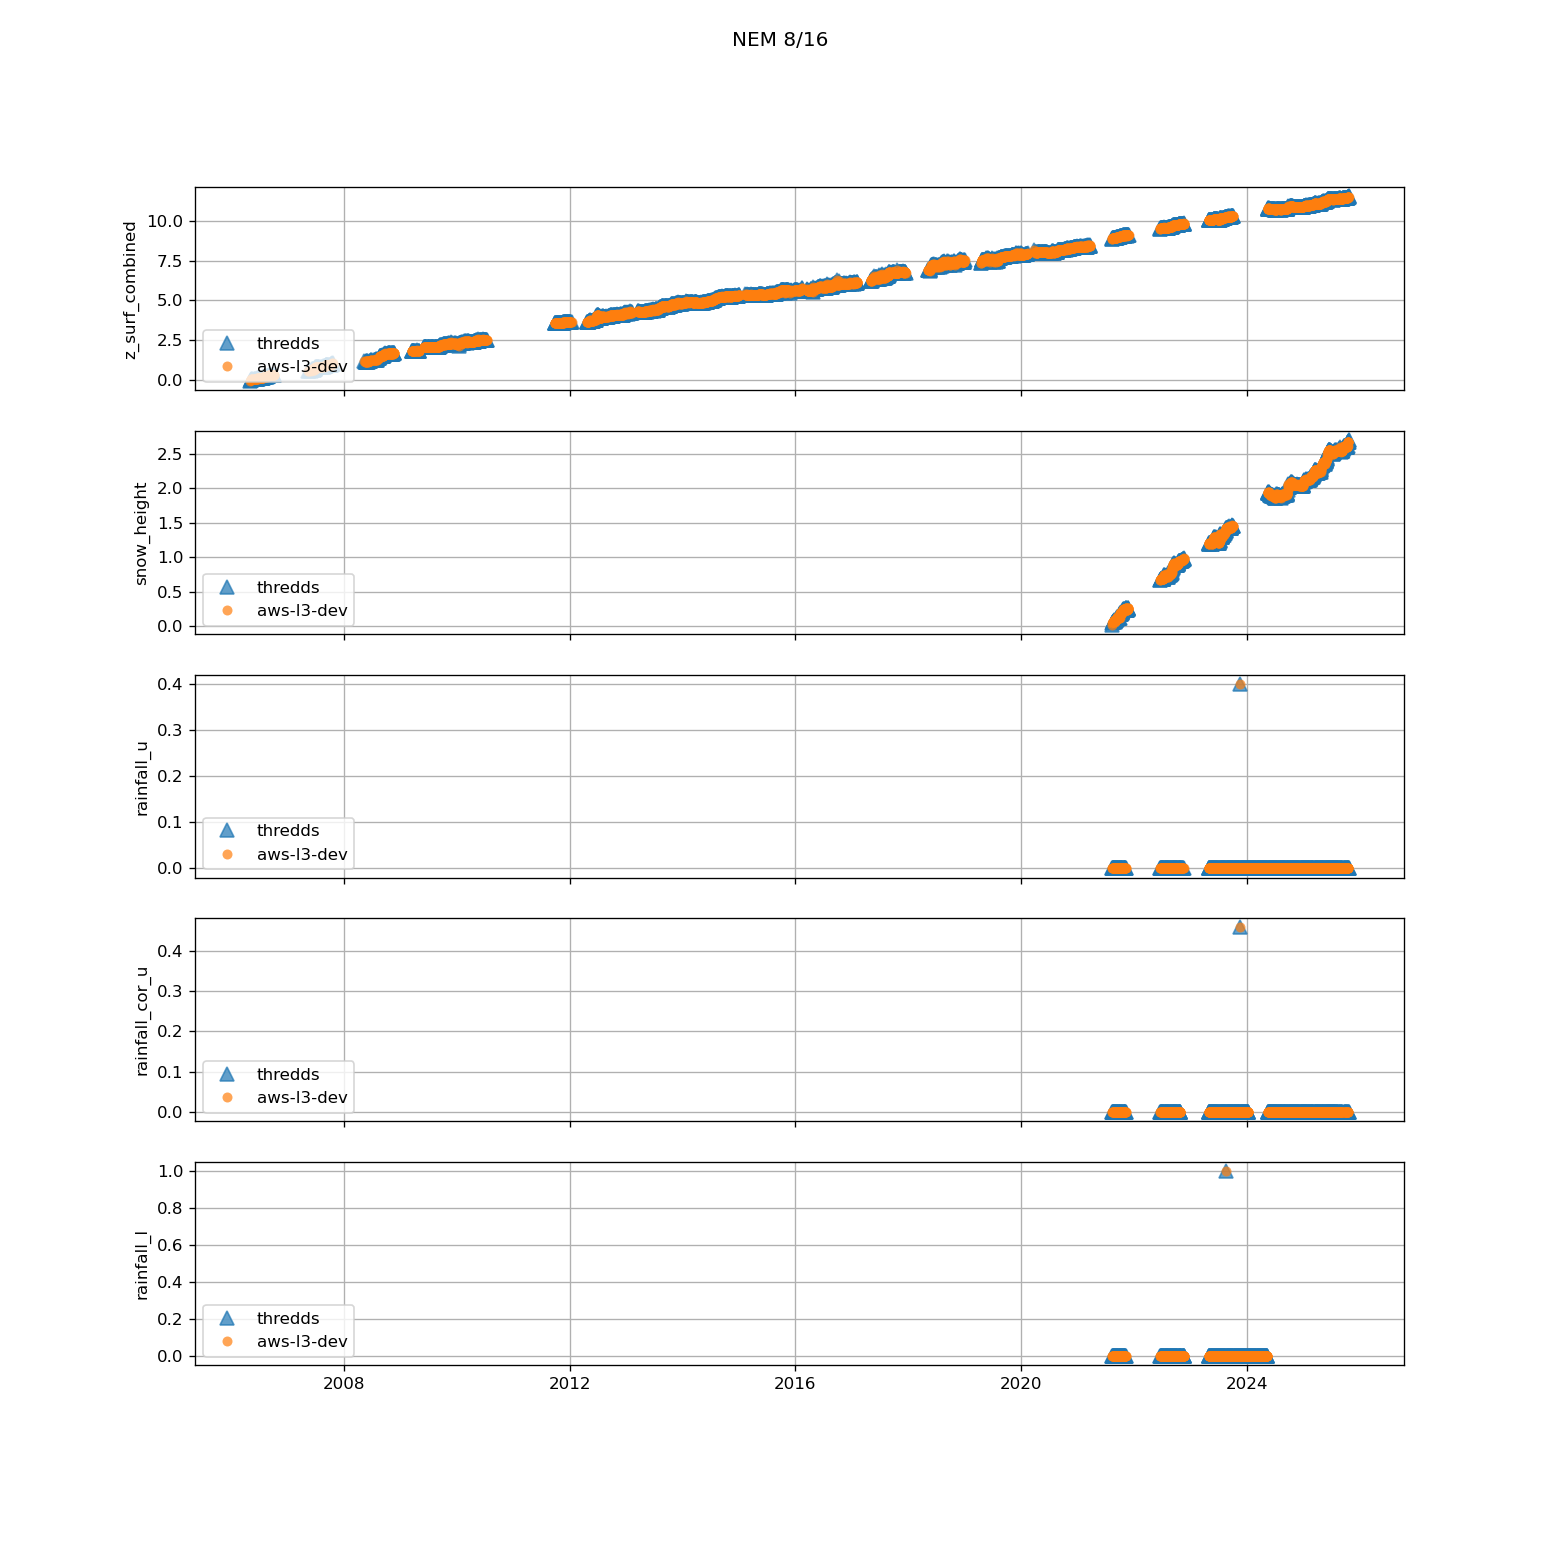 NEM 8/16
z_surf_combined
10.0
7.5
5.0
2.5
0.0
thredds
aws-l3-dev
snow_height
2.5
2.0
1.5
1.0
0.5
0.0
thredds
aws-l3-dev
rainfall_u
0.4
0.3
0.2
0.1
0.0
thredds
aws-l3-dev
rainfall_cor_u
0.4
0.3
0.2
0.1
0.0
thredds
aws-l3-dev
rainfall_l
1.0
0.8
0.6
0.4
0.2
0.0
thredds
aws-l3-dev
2008 2012 2016 2020 2024